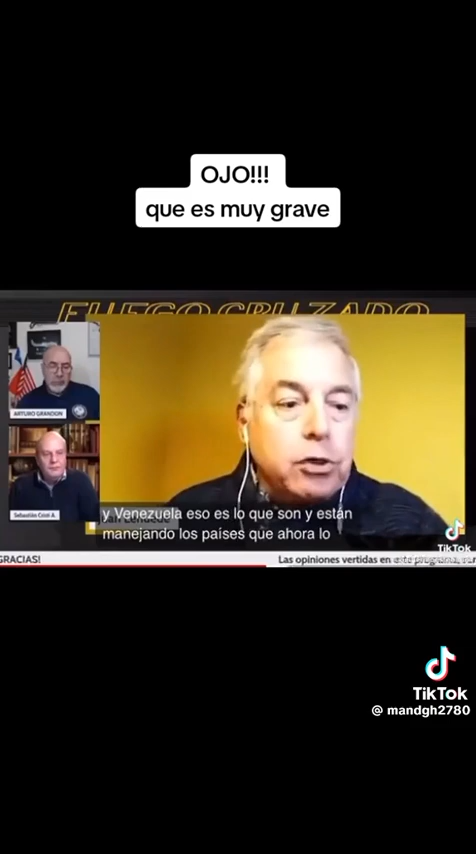 OJO!!!
que es muy grave
FUEGO CRUZADO
ARTURO GRANDON
Sebastián Cristi A.
y Venezuela eso es lo que son y están
manejando los países que ahora lo
GRACIAS!
Las opiniones vertidas en este programa,
TikTok
TikTok
@ mandgh2780